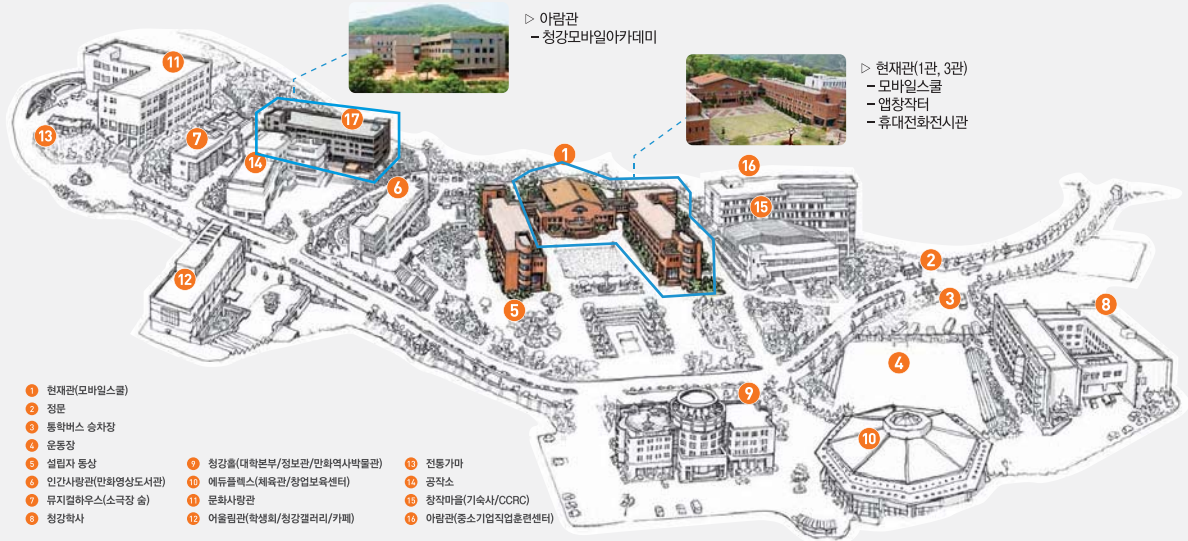 ▷ 아람관
– 청강모바일아카데미
▷ 현재관(1관, 3관)
– 모바일스쿨
– 앱창작터
– 휴대전화전시관
11
17
13
7
14
1
16
6
15
12
2
5
3
8
4
9
10
1 현재관(모바일스쿨)
2 정문
3 통학버스 승차장
4 운동장
5 설립자 동상
6 인간사랑관(만화영상도서관)
7 뮤지컬하우스(소극장 숲)
8 청강학사
9 청강홀(대학본부/정보관/만화역사박물관)
10 에듀플렉스(체육관/창업보육센터)
11 문화사랑관
12 어울림관(학생회/청강갤러리/카페)
13 전통가마
14 공작소
15 창작마을(기숙사/CCRC)
16 아람관(중소기업직업훈련센터)